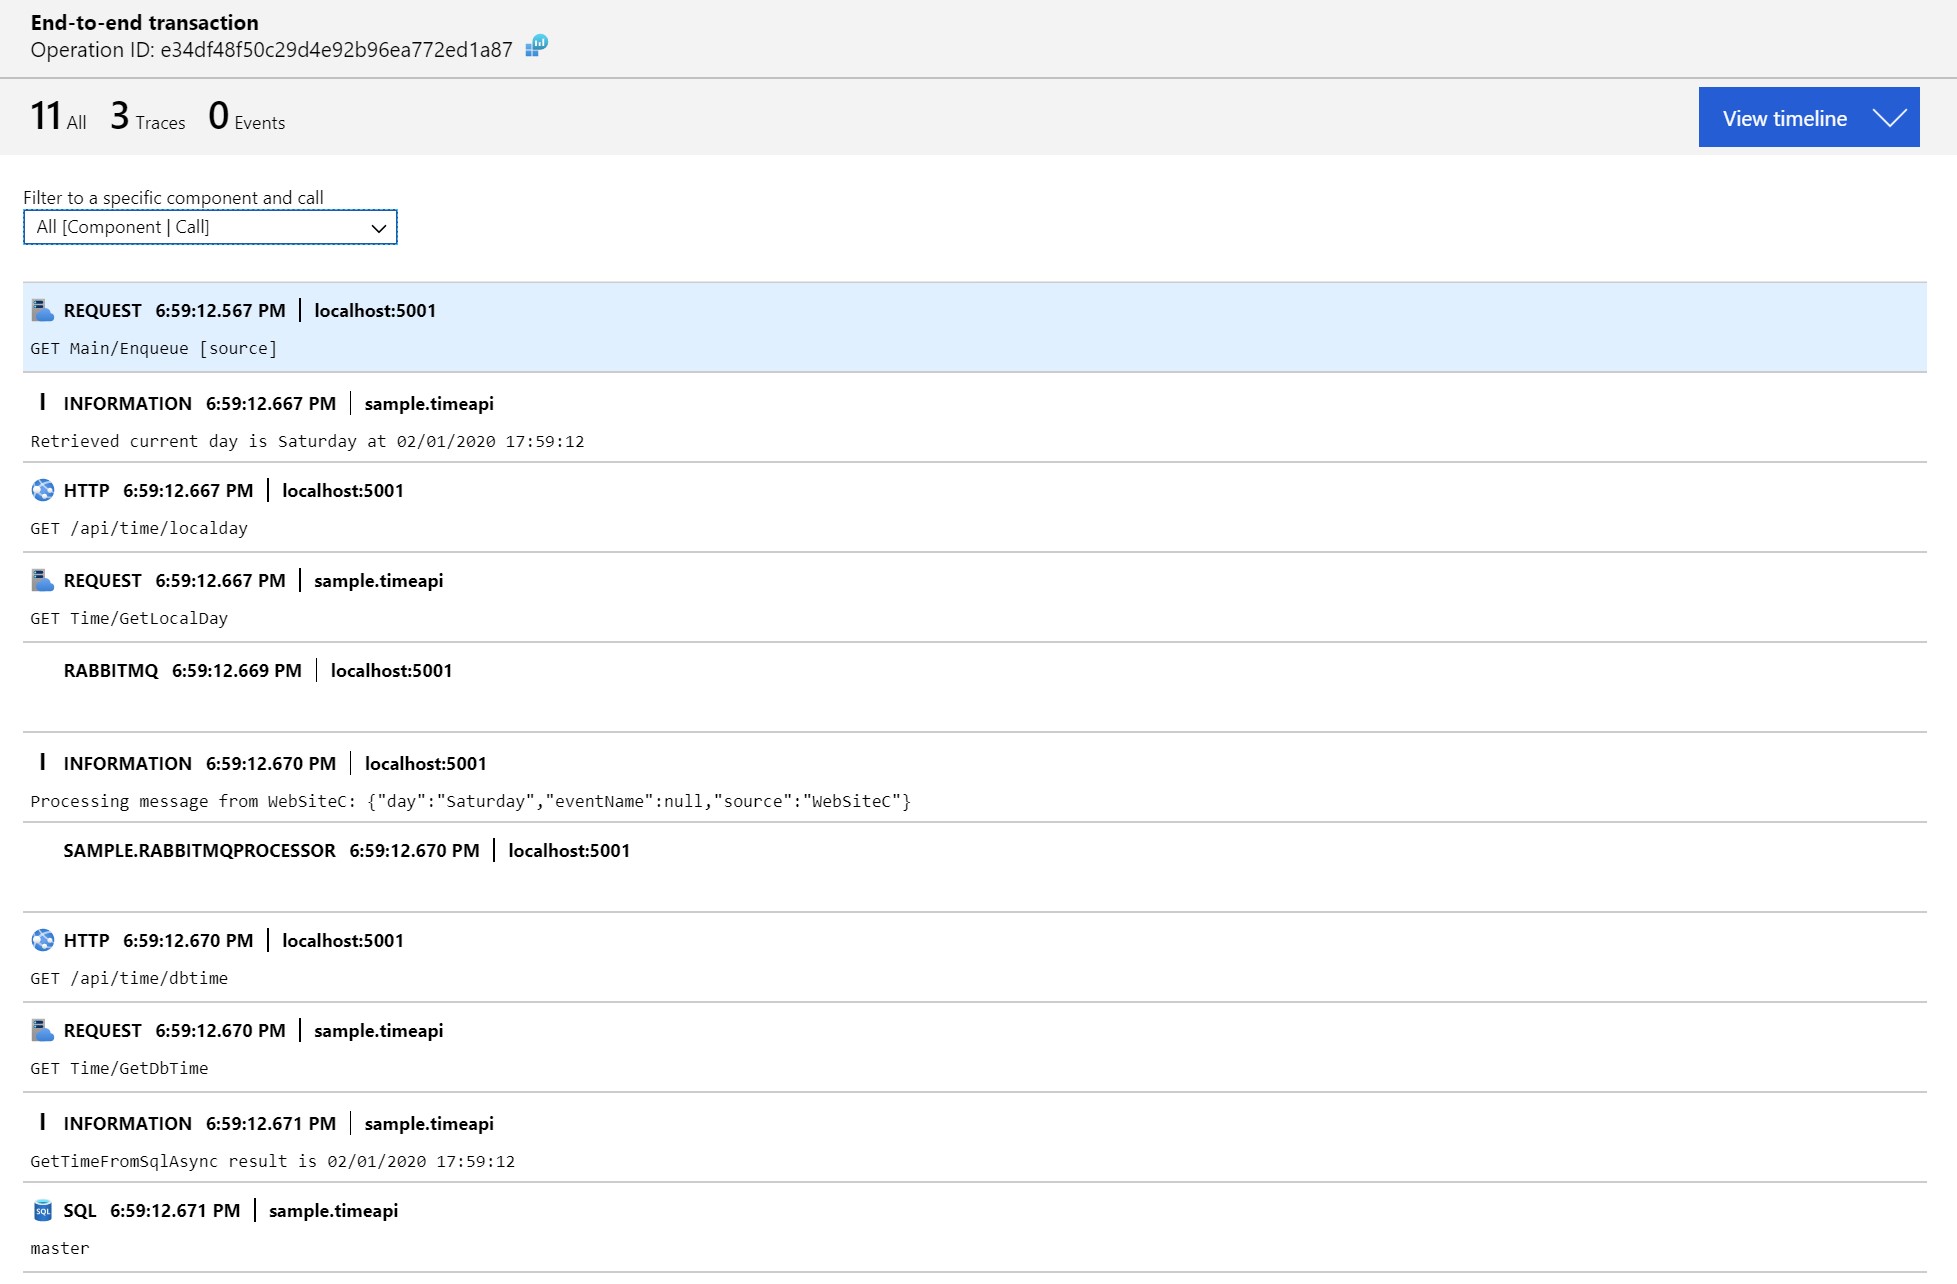 End-to-end transaction
Operation ID: e34df48f50c29d4e92b96ea772ed1a87
11 All 3 Traces 0 Events
View timeline
Filter to a specific component and call
All [Component | Call]
REQUEST 6:59:12.567 PM | localhost:5001
GET Main/Enqueue [source]
I INFORMATION 6:59:12.667 PM | sample.timeapi
Retrieved current day is Saturday at 02/01/2020 17:59:12
HTTP 6:59:12.667 PM | localhost:5001
GET /api/time/localday
REQUEST 6:59:12.667 PM | sample.timeapi
GET Time/GetLocalDay
RABBITMQ 6:59:12.669 PM | localhost:5001
I INFORMATION 6:59:12.670 PM | localhost:5001
Processing message from WebSiteC: {"day":"Saturday","eventName":null,"source":"WebSiteC"}
SAMPLE.RABBITMQPROCESSOR 6:59:12.670 PM | localhost:5001
HTTP 6:59:12.670 PM | localhost:5001
GET /api/time/dbtime
REQUEST 6:59:12.670 PM | sample.timeapi
GET Time/GetDbTime
I INFORMATION 6:59:12.671 PM | sample.timeapi
GetTimeFromSqlAsync result is 02/01/2020 17:59:12
SQL SQL 6:59:12.671 PM | sample.timeapi
master